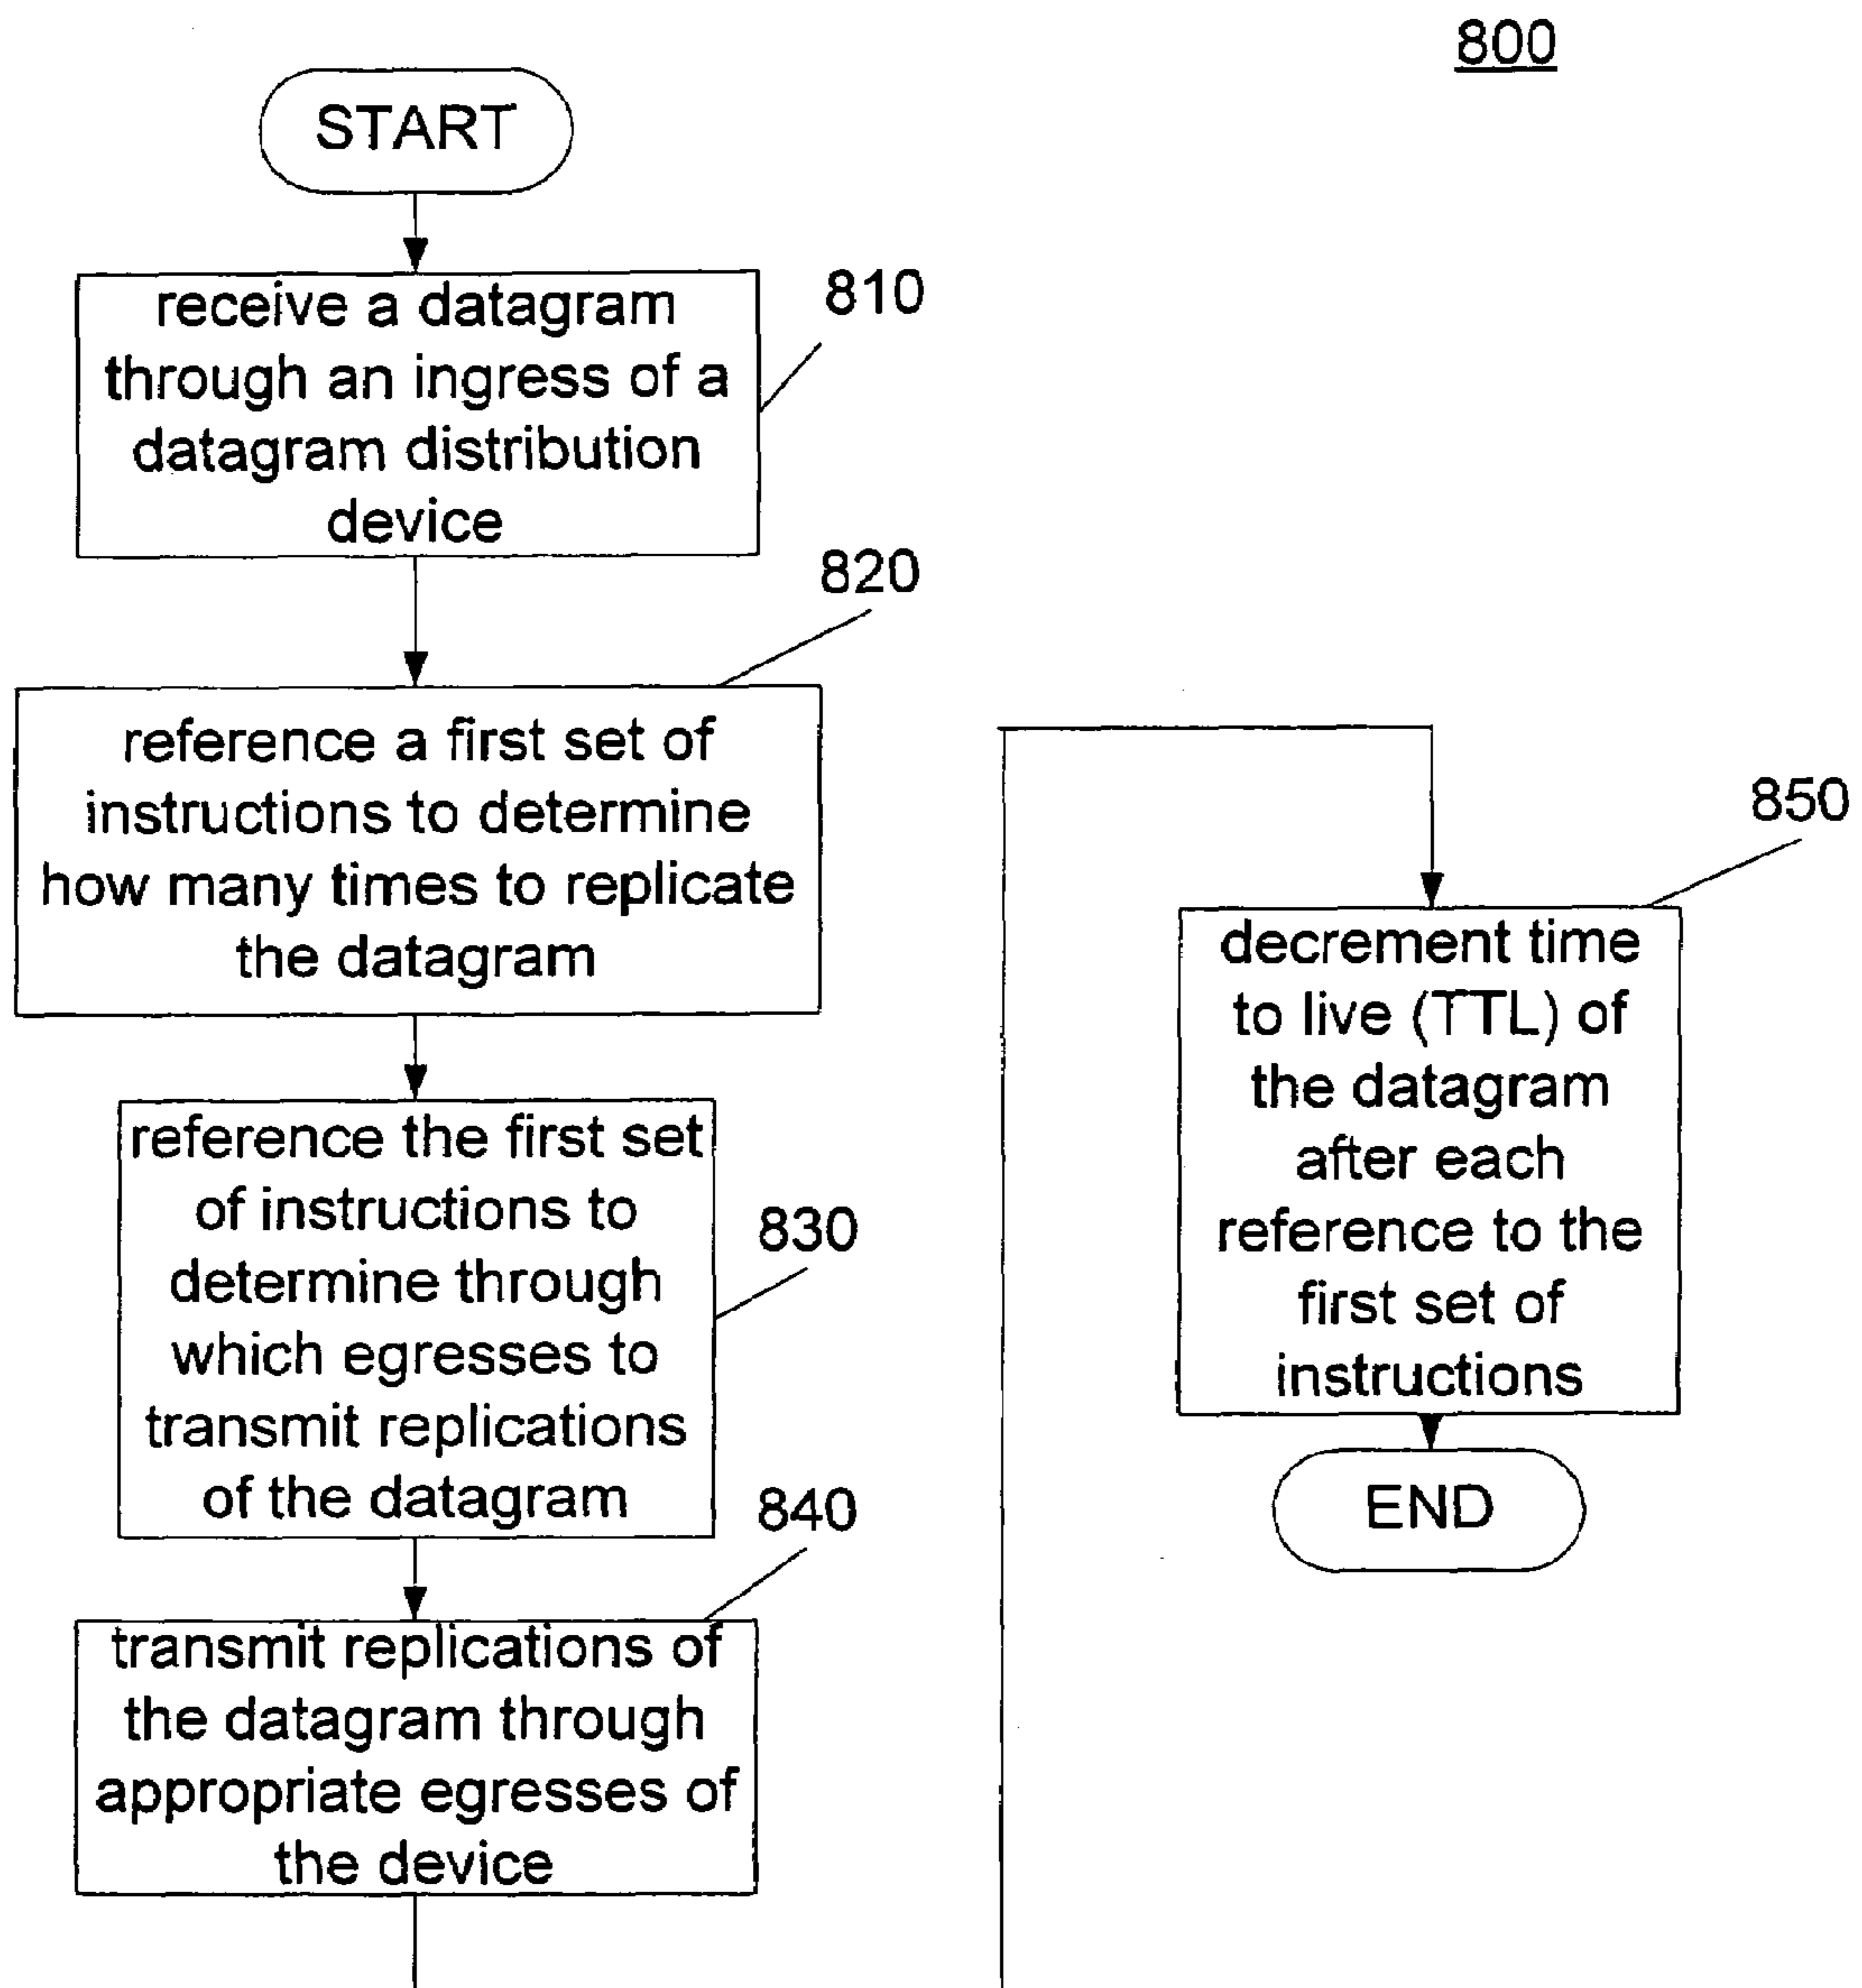 800
START
receive a datagram
through an ingress of a
datagram distribution
device
810
820
reference a first set of
instructions to determine
how many times to replicate
the datagram
reference the first set
of instructions to
determine through
which egresses to
transmit replications
of the datagram
830
840
transmit replications of
the datagram through
appropriate egresses of
the device
850
decrement time
to live (TTL) of
the datagram
after each
reference to the
first set of
instructions
END